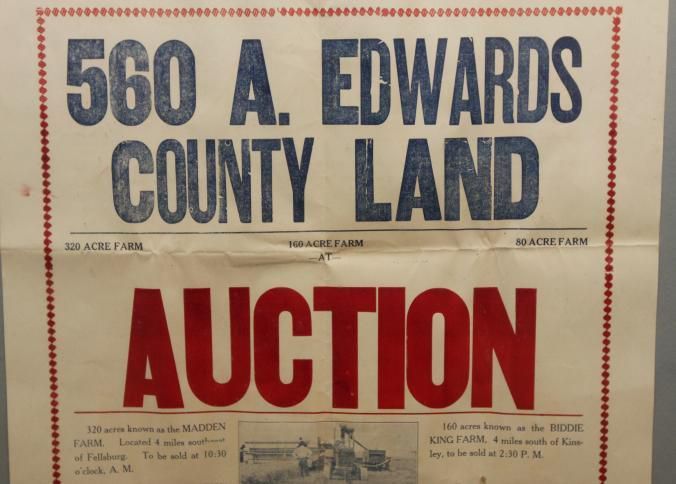 560 A. EDWARDS
COUNTY LAND
320 ACRE FARM 160 ACRE FARM 80 ACRE FARM
—AT—
AUCTION
320 acres known as the MADDEN
FARM. Located 4 miles southwest
of Fellsburg. To be sold at 10:30
o'clock, A. M.
160 acres known as the BIDDIE
KING FARM, 4 miles south of Kins-
ley, to be sold at 2:30 P. M.